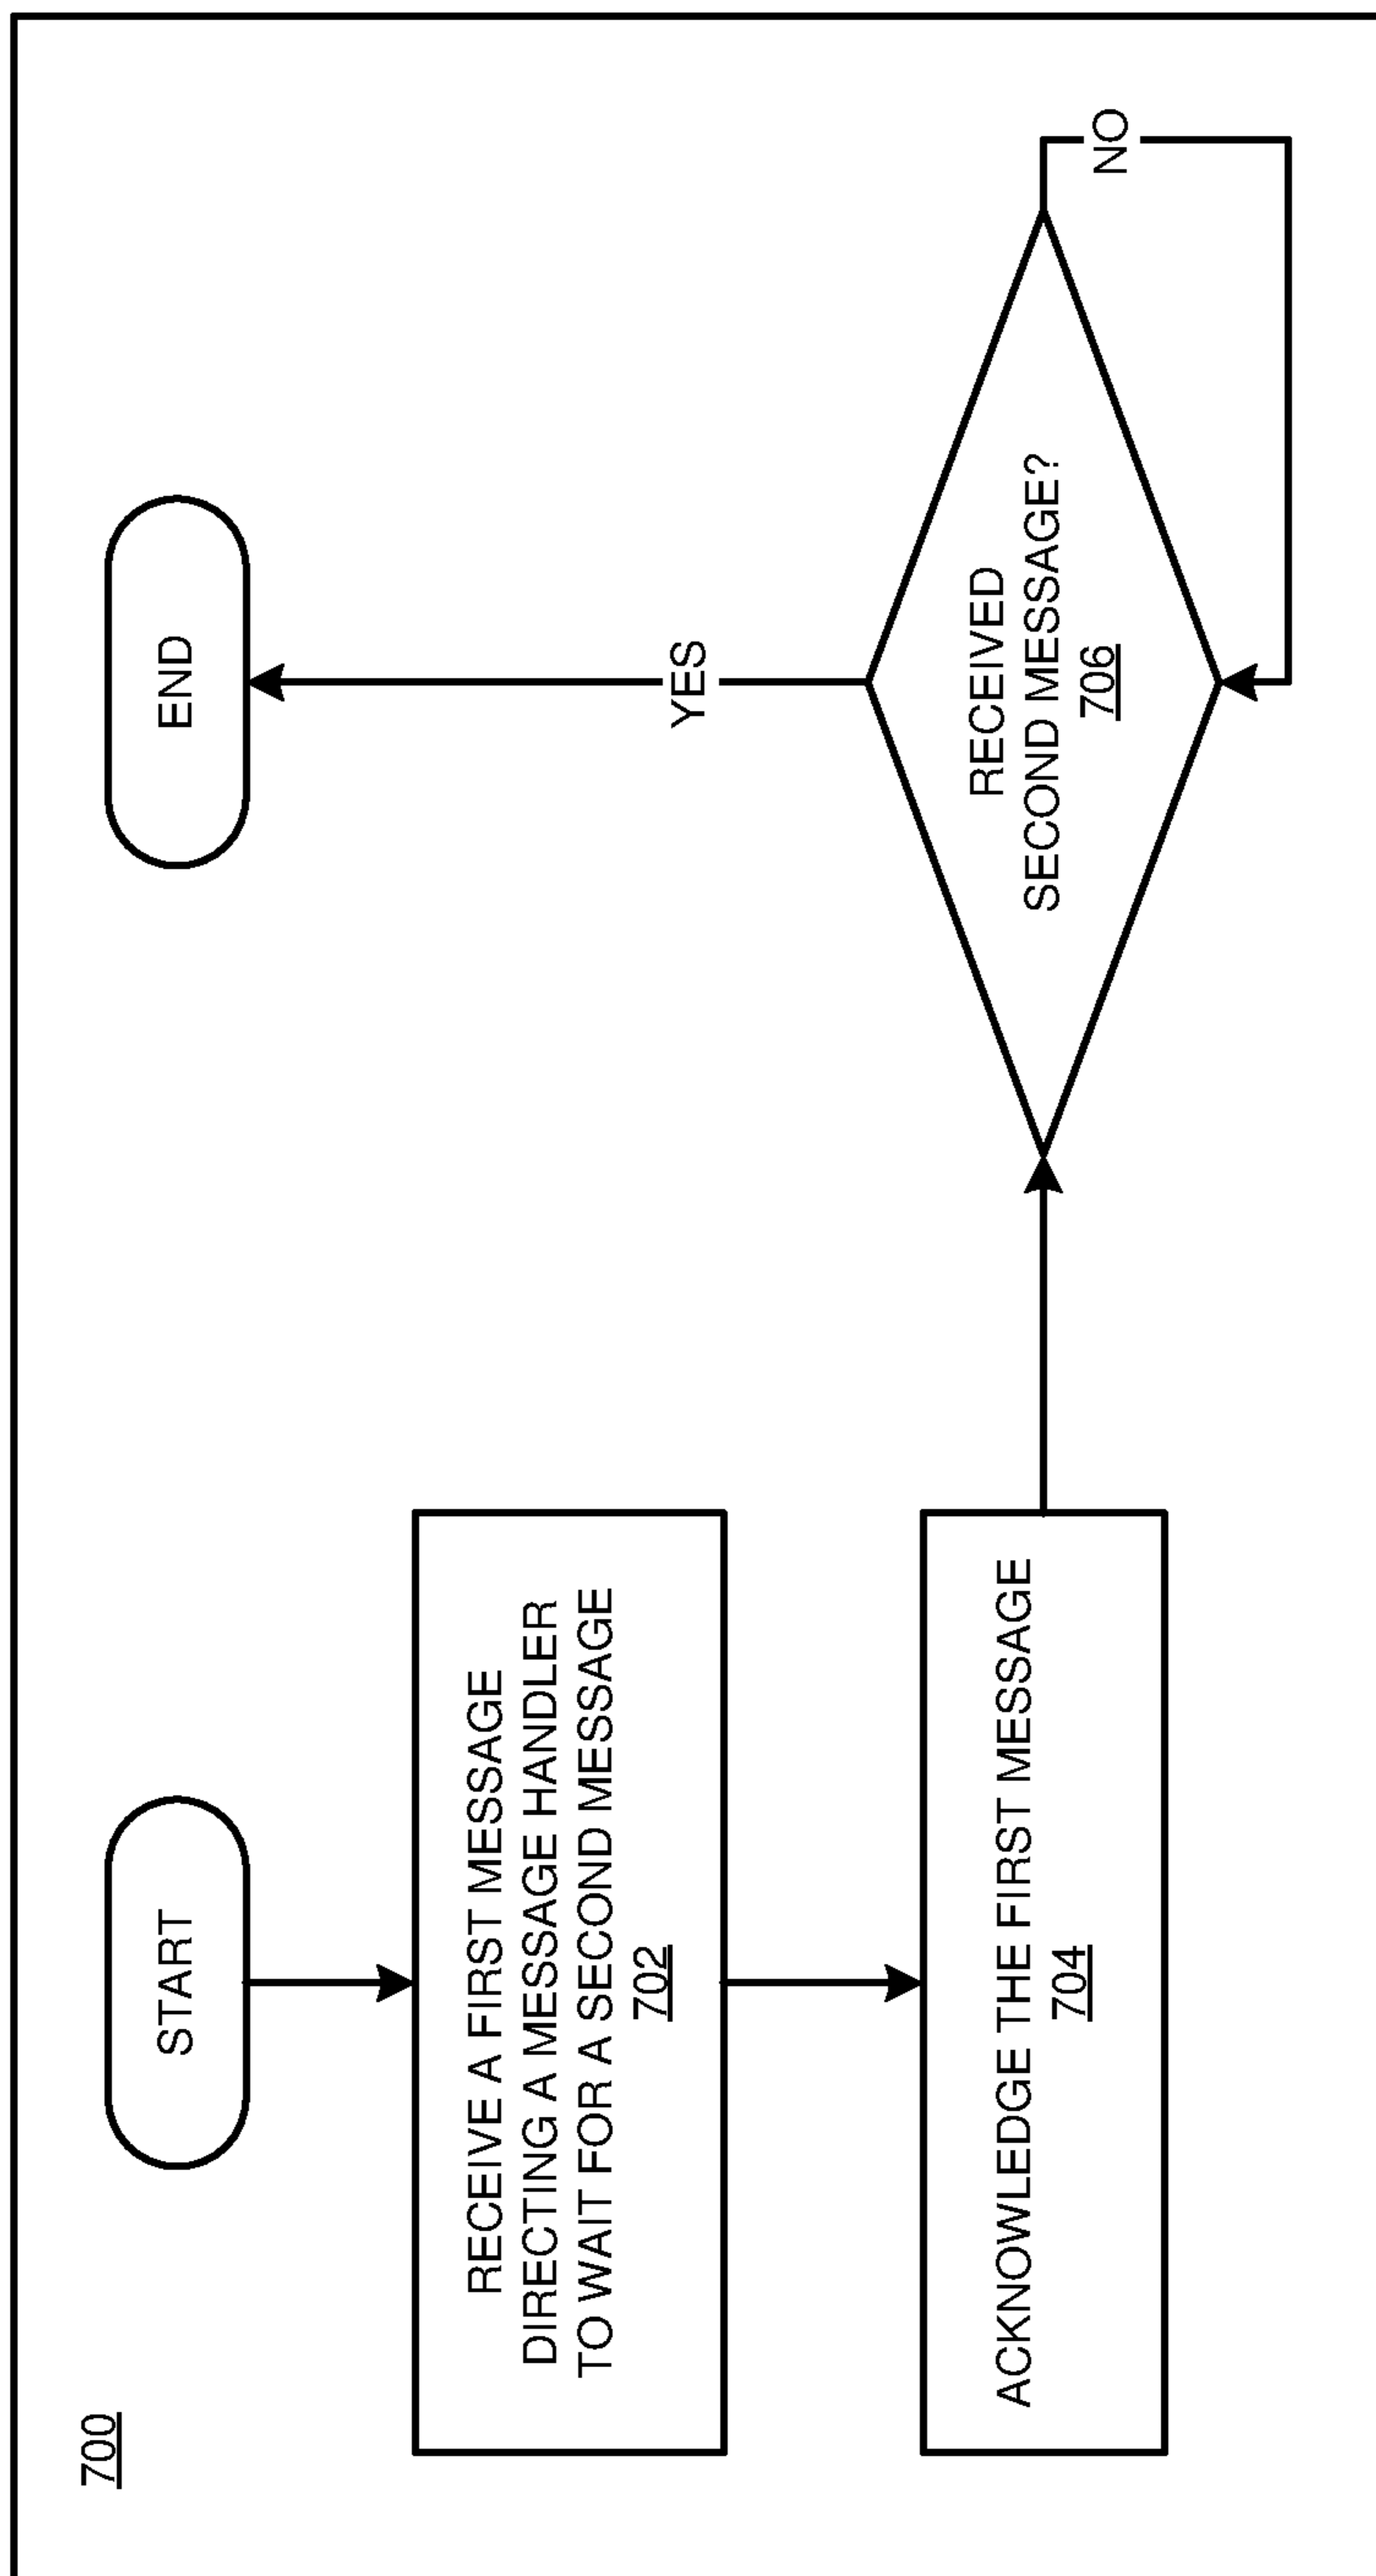 700
START
RECEIVE A FIRST MESSAGE
DIRECTING A MESSAGE HANDLER
TO WAIT FOR A SECOND MESSAGE
702
ACKNOWLEDGE THE FIRST MESSAGE
704
RECEIVED
SECOND MESSAGE?
706
NO
YES
END